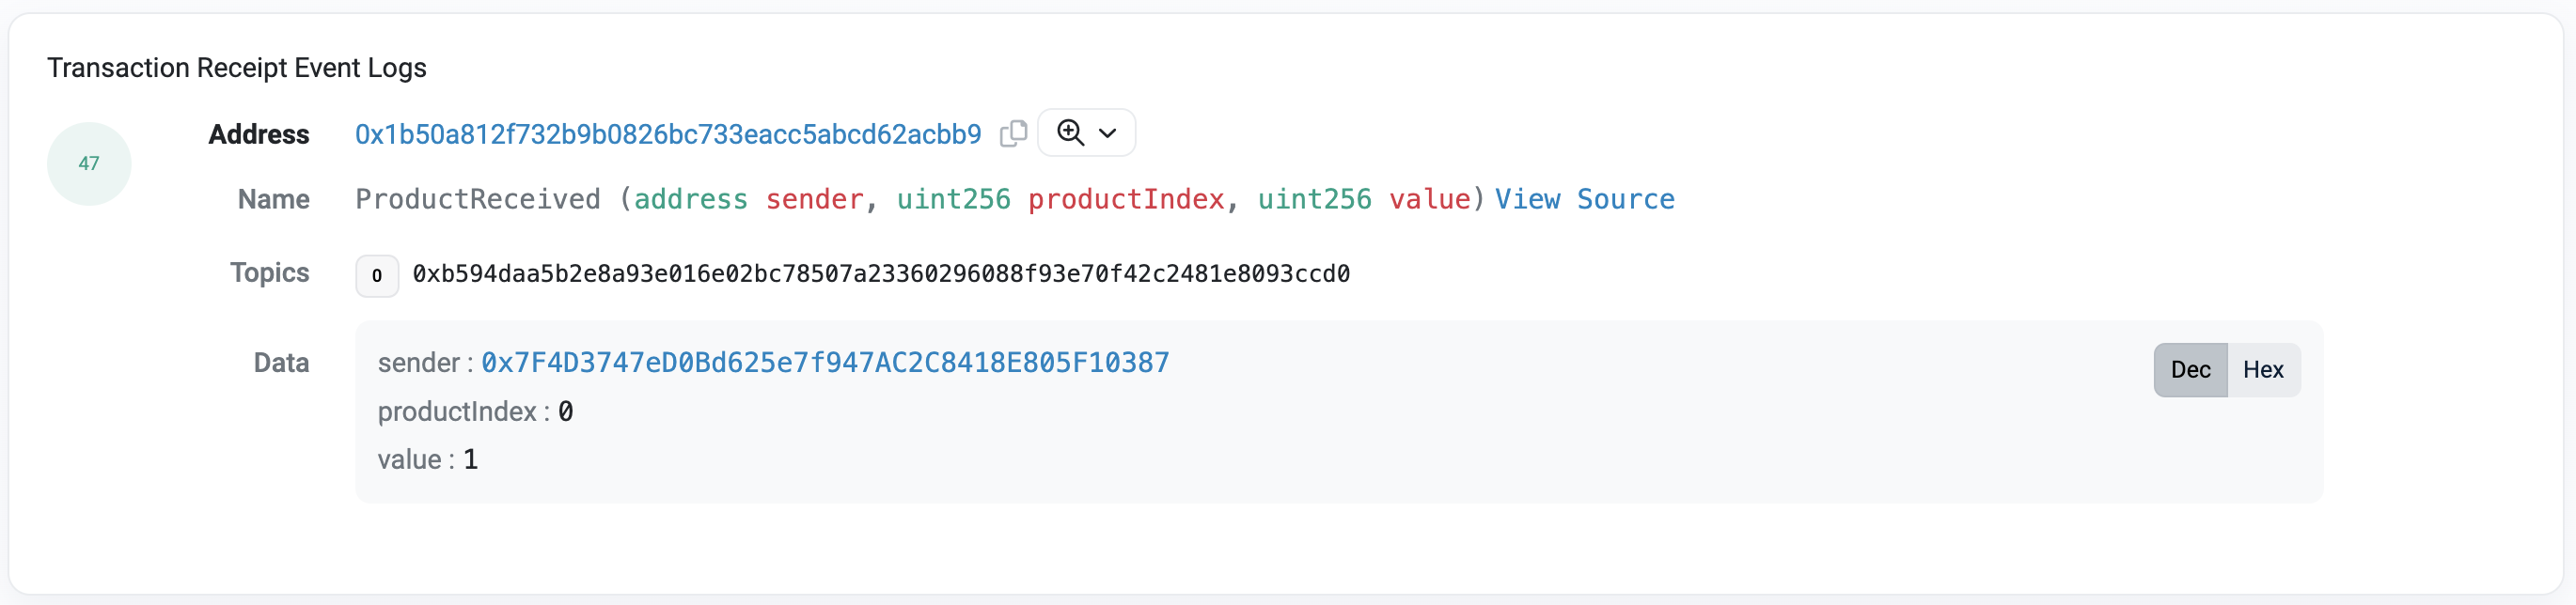 Transaction Receipt Event Logs
47
Address 0x1b50a812f732b9b0826bc733eacc5abcd62acbb9
Name ProductReceived (address sender, uint256 productIndex, uint256 value) View Source
Topics 0 0xb594daa5b2e8a93e016e02bc78507a23360296088f93e70f42c2481e8093ccd0
Data sender : 0x7F4D3747eD0Bd625e7f947AC2C8418E805F10387 Dec Hex
productIndex : 0
value : 1